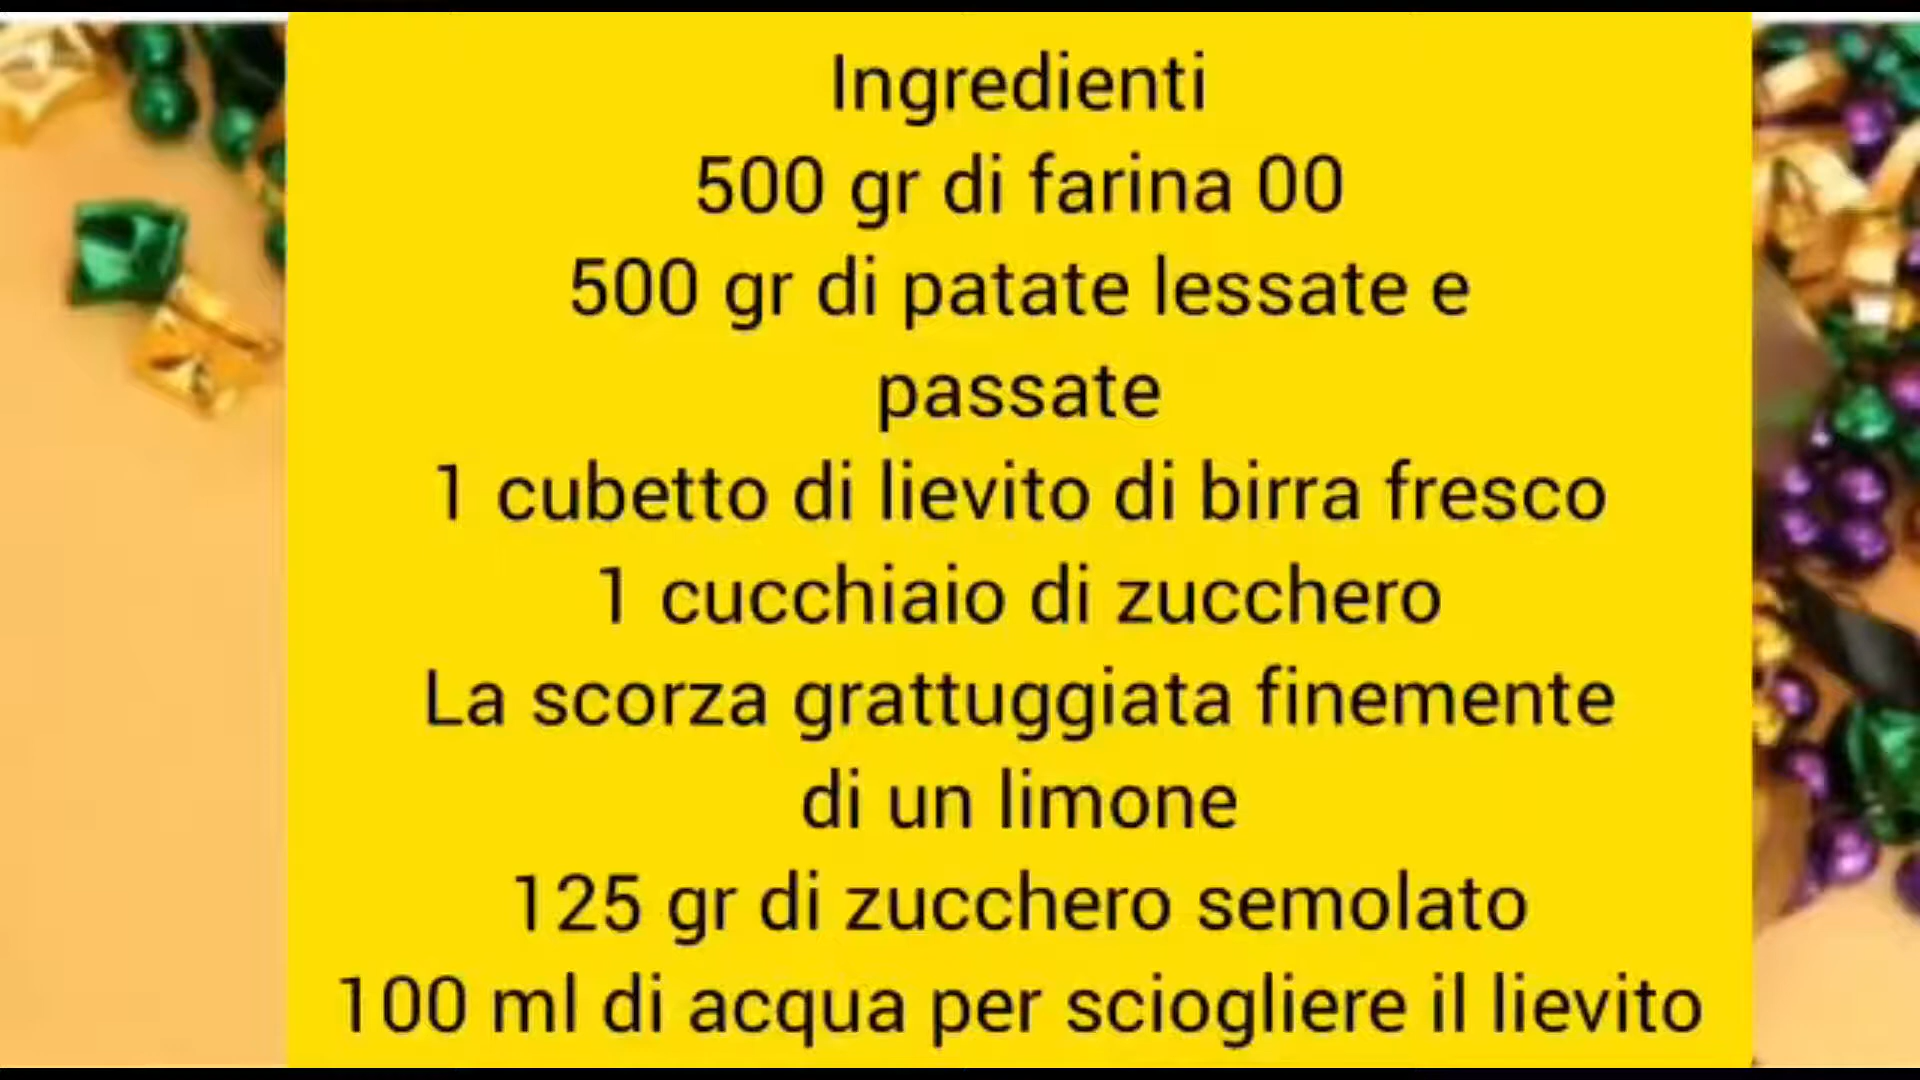 Ingredienti
500 gr di farina 00
500 gr di patate lessate e
passate
1 cubetto di lievito di birra fresco
1 cucchiaio di zucchero
La scorza grattuggiata finemente
di un limone
125 gr di zucchero semolato
100 ml di acqua per sciogliere il lievito